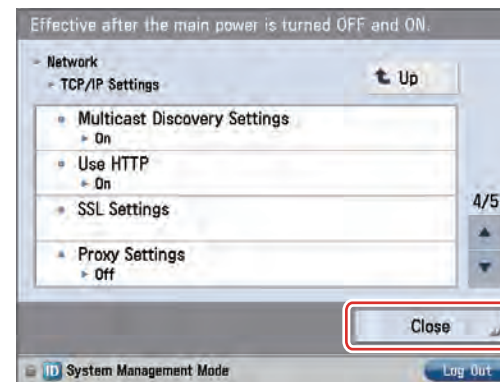 Effective after the main power is turned OFF and ON.
Network
TCP/IP Settings
Up
Multicast Discovery Settings
On
Use HTTP
On
SSL Settings
4/5
Proxy Settings
Off
Close
ID System Management Mode
Log Out